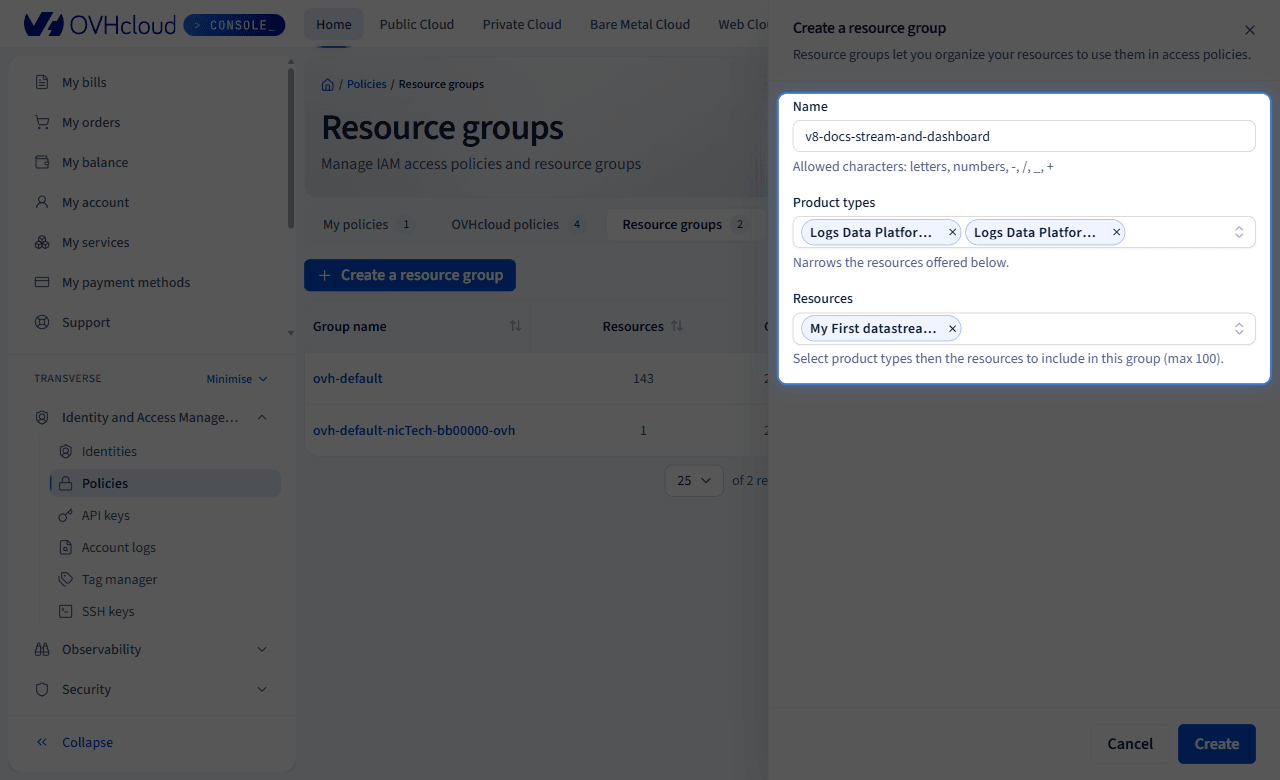 OVHcloud > CONSOLE_
Home Public Cloud Private Cloud Bare Metal Cloud Web
My bills
My orders
My balance
My account
My services
My payment methods
Support
TRANSVERSE Minimise
Identity and Access Manage...
Identities
Policies
API keys
Account logs
Tag manager
SSH keys
Observability
Security
Collapse
/ Policies / Resource groups
Resource groups
Manage IAM access policies and resource groups
My policies 1 OVHcloud policies 4 Resource groups 2
+ Create a resource group
Group name Resources
ovh-default 143 2
ovh-default-nicTech-bb00000-ovh 1 2
25 of 2 re
Create a resource group
Resource groups let you organize your resources to use them in access policies.
Name
v8-docs-stream-and-dashboard
Allowed characters: letters, numbers, -, /, _, +
Product types
Logs Data Platfor... × Logs Data Platfor... ×
Narrows the resources offered below.
Resources
My First datastrea... ×
Select product types then the resources to include in this group (max 100).
Cancel Create